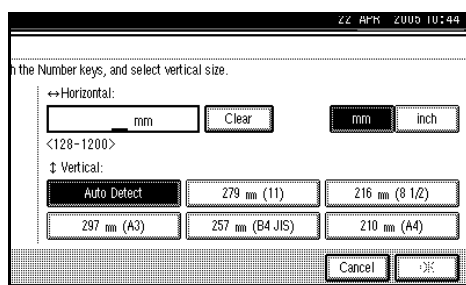 22 APR 2005 10:44
h the Number keys, and select vertical size.
↔Horizontal:
mm Clear mm inch
<128-1200>
↕ Vertical:
Auto Detect 279 mm (11) 216 mm (8 1/2)
297 mm (A3) 257 mm (B4 JIS) 210 mm (A4)
Cancel OK